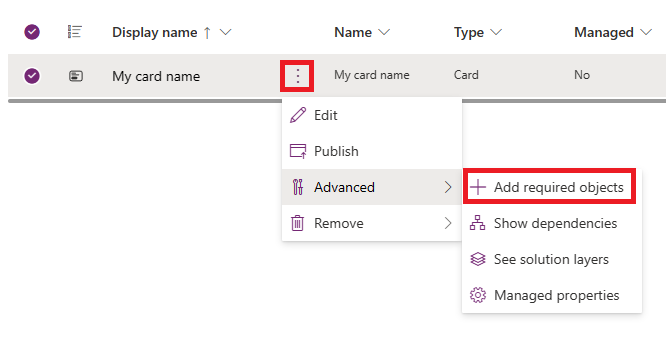 Display name ↑ Name Type Managed
My card name My card name Card No
Edit
Publish
Advanced
Remove
Add required objects
Show dependencies
See solution layers
Managed properties